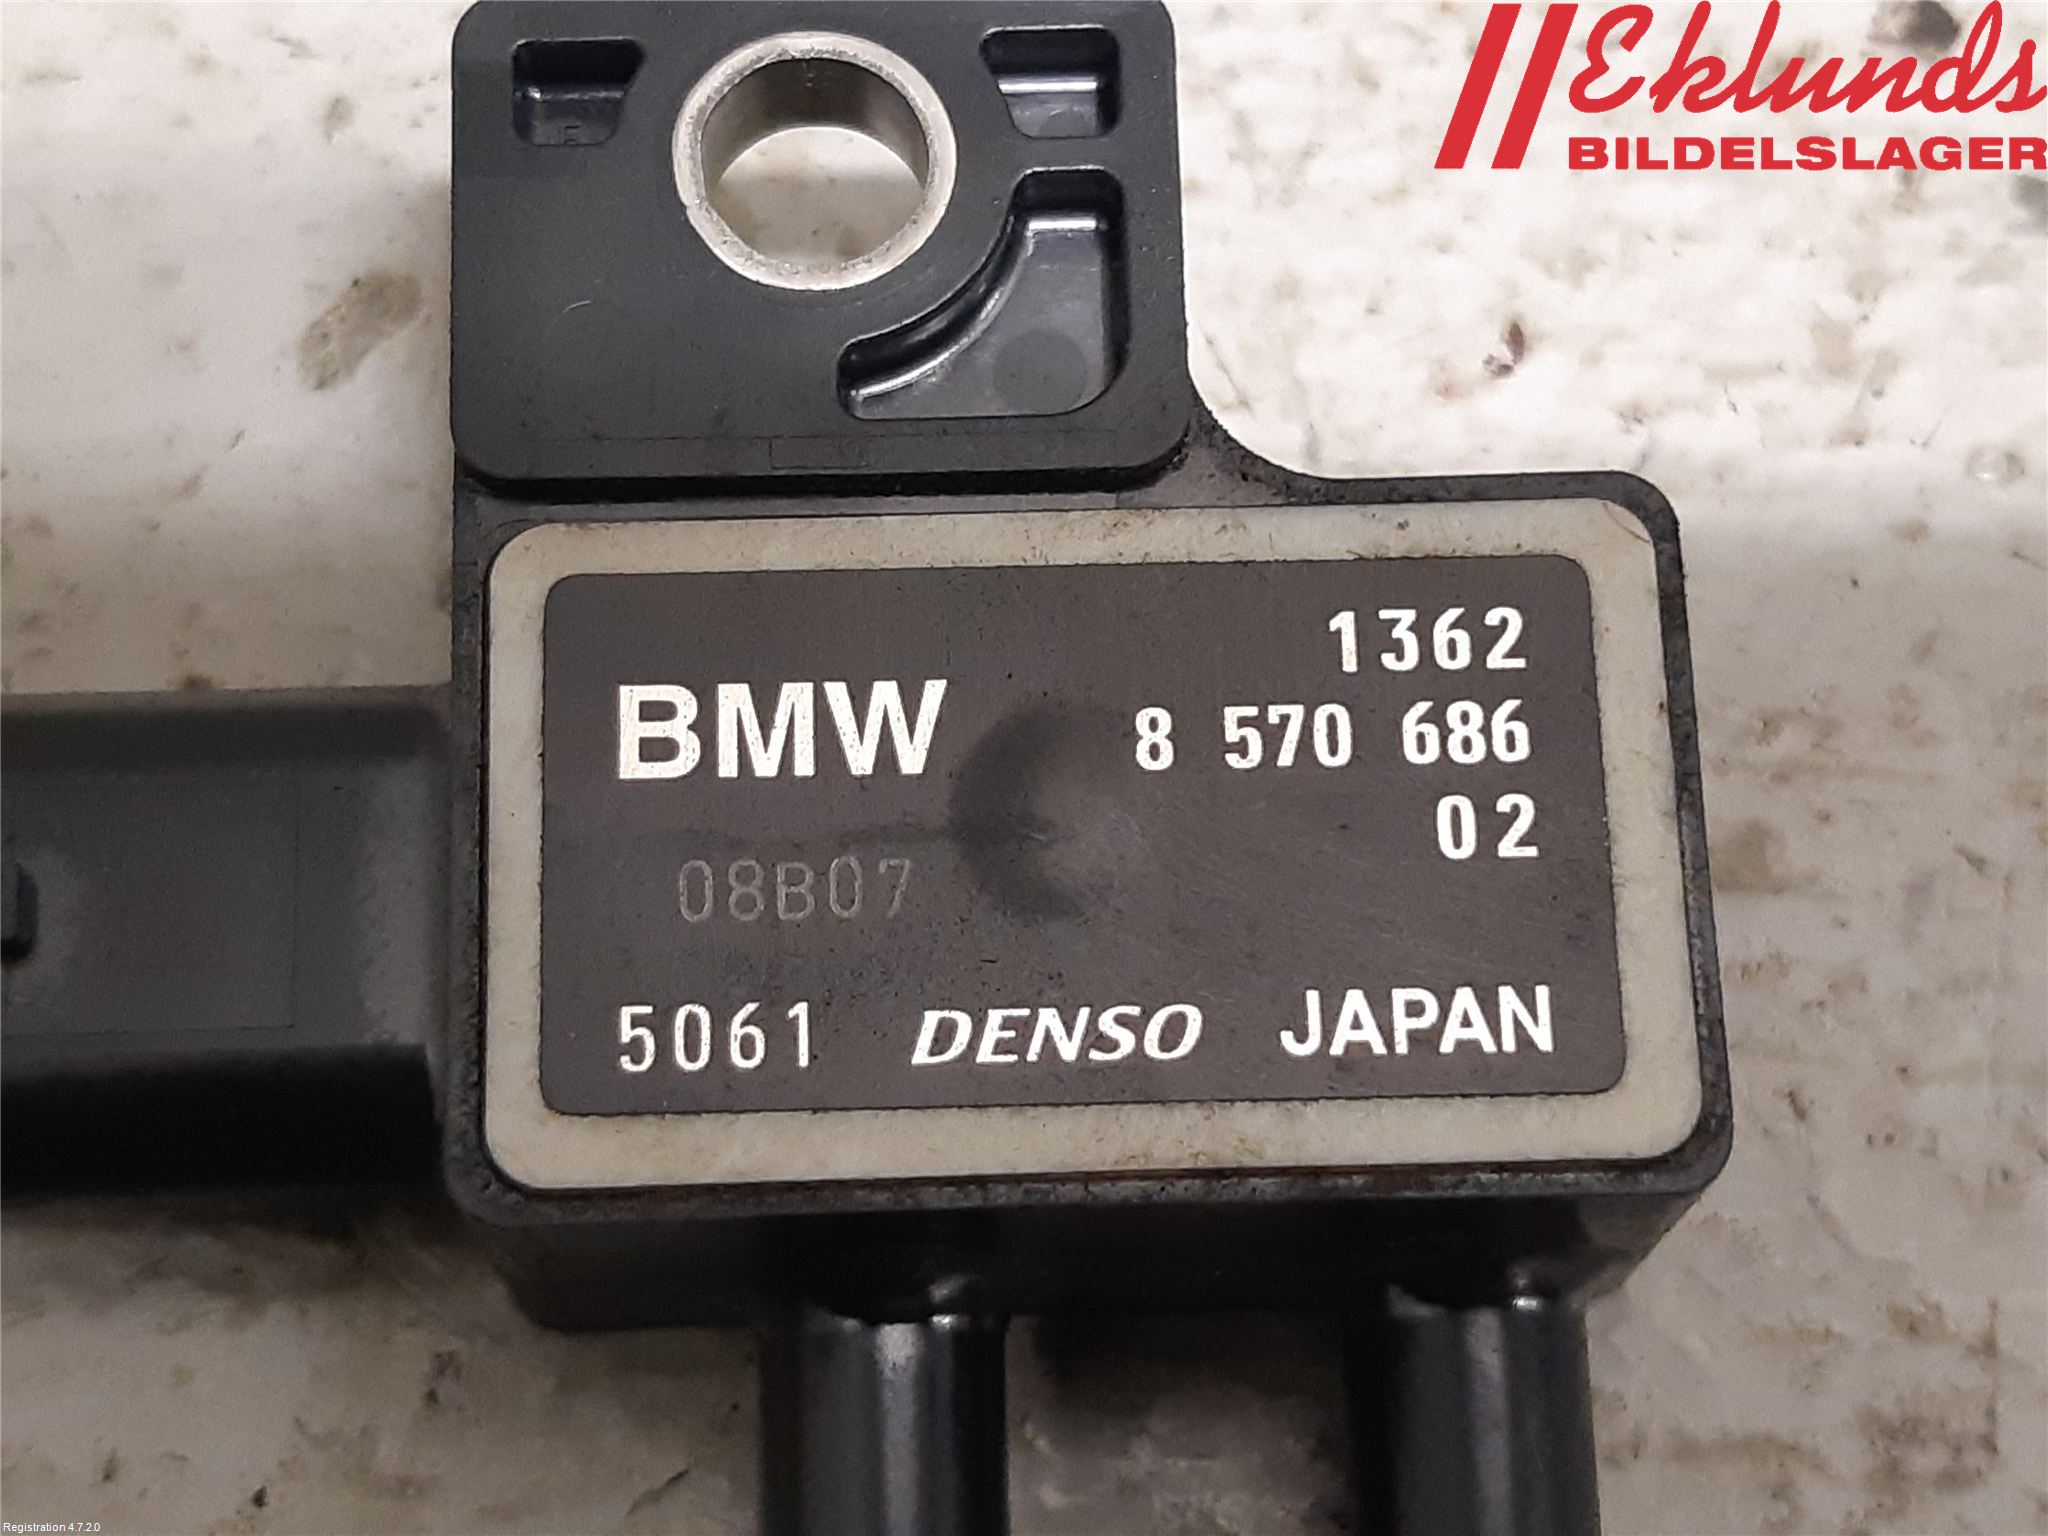 Eklunds
BILDELSLAGER
1362
BMW 8 570 686
02
08B07
5061 DENSO JAPAN
Registration 4.7.2.0